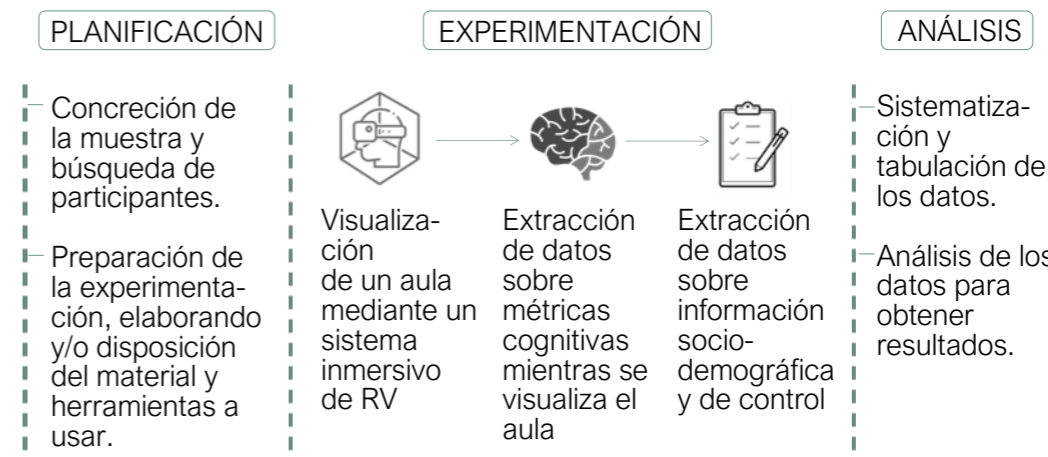 PLANIFICACIÓN
Concreción de
la muestra y
búsqueda de
participantes.
Preparación de
la experimenta-
ción, elaborando
y/o disposición
del material y
herramientas a
usar.
EXPERIMENTACIÓN
Visualiza-
ción
de un aula
mediante un
sistema
inmersivo
de RV
Extracción
de datos
sobre
métricas
cognitivas
mientras se
visualiza el
aula
Extracción
de datos
sobre
información
socio-
demográfica
y de control
ANÁLISIS
Sistematiza-
ción y
tabulación de
los datos.
Análisis de los
datos para
obtener
resultados.